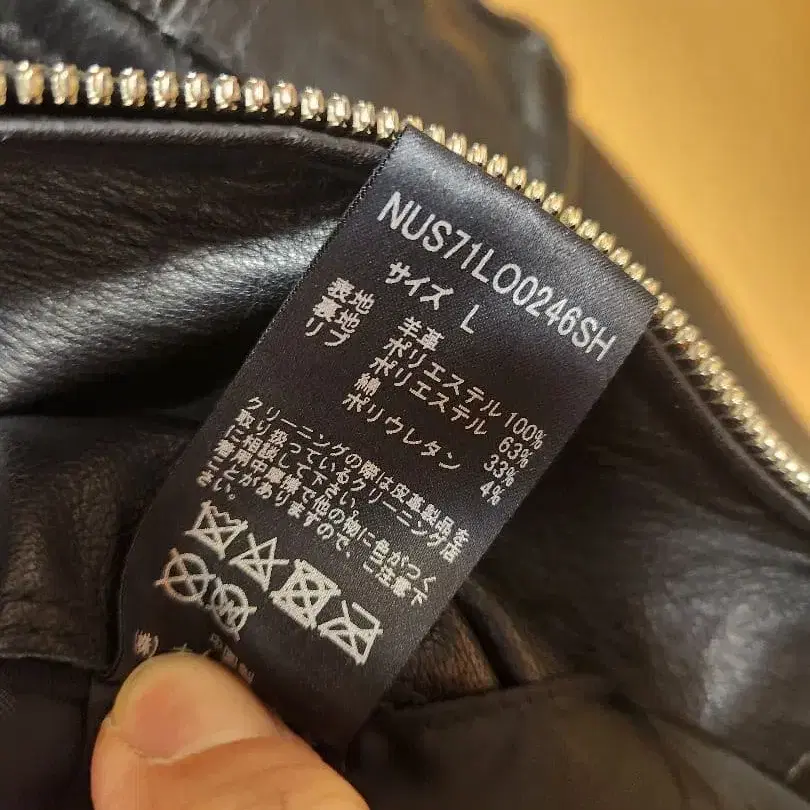 NUS71LO0246SH
サイズ L
表地 羊革
裏地 ポリエステル 100%
リブ ポリエステル 63%
綿 33%
ポリウレタン 4%
クリーニングの際は皮革製品を
取り扱っているクリーニング店
に相談して下さい。
着用中摩擦で他の物に色がつく
ことがありますので、ご注意下
さい。
(株)